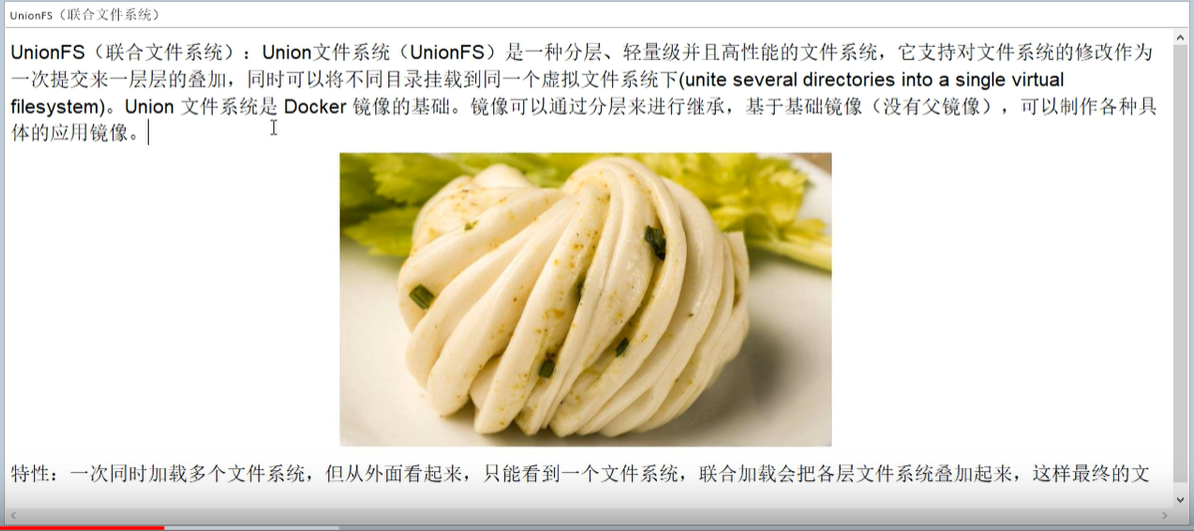 UnionFS（联合文件系统）
UnionFS（联合文件系统）：Union文件系统（UnionFS）是一种分层、轻量级并且高性能的文件系统，它支持对文件系统的修改作为
一次提交来一层层的叠加，同时可以将不同目录挂载到同一个虚拟文件系统下(unite several directories into a single virtual
filesystem)。Union 文件系统是 Docker 镜像的基础。镜像可以通过分层来进行继承，基于基础镜像（没有父镜像），可以制作各种具
体的应用镜像。
特性：一次同时加载多个文件系统，但从外面看起来，只能看到一个文件系统，联合加载会把各层文件系统叠加起来，这样最终的文